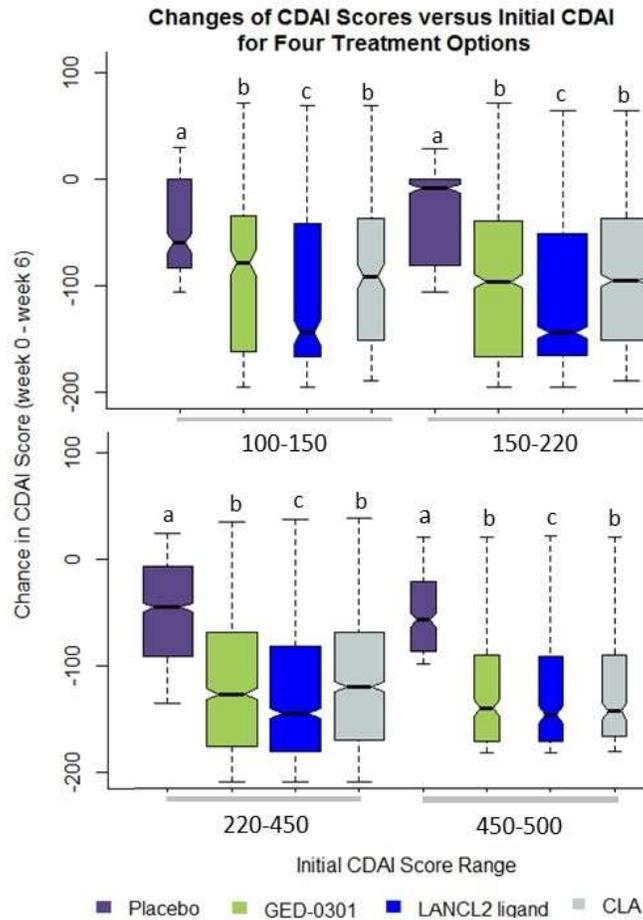 Changes of CDAI Scores versus Initial CDAI
for Four Treatment Options
Chance in CDAI Score (week 0 - week 6)
100
0
-100
-200
a
b
c
b
a
b
c
b
100-150
150-220
100
0
-100
-200
a
b
c
b
a
b
c
b
220-450
450-500
Initial CDAI Score Range
Placebo
GED-0301
LANCL2 ligand
CLA